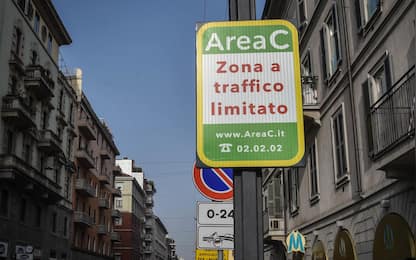 AreaC
Zona a
traffico
limitato
www.AreaC.it
☎ 02.02.02
0-24
M